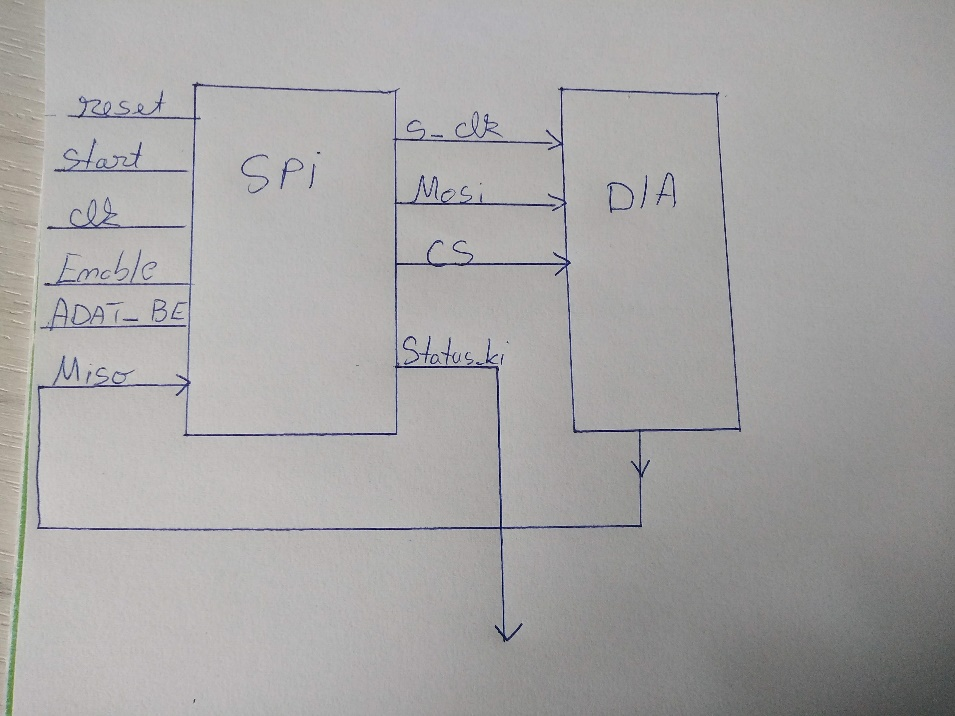 reset
Start
clk
Enable
ADAT_BE
Miso
SPi
S_clk
Mosi
CS
Status_ki
D/A